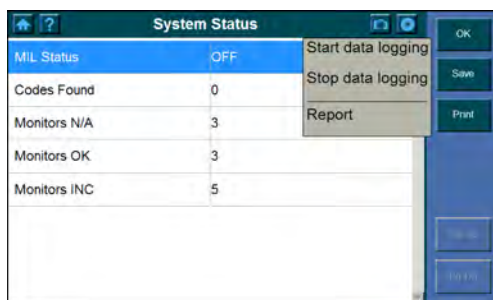 ?
System Status
OK
MIL Status OFF
Start data logging
Codes Found 0
Stop data logging
Save
Monitors N/A 3
Report
Print
Monitors OK 3
Monitors INC 5